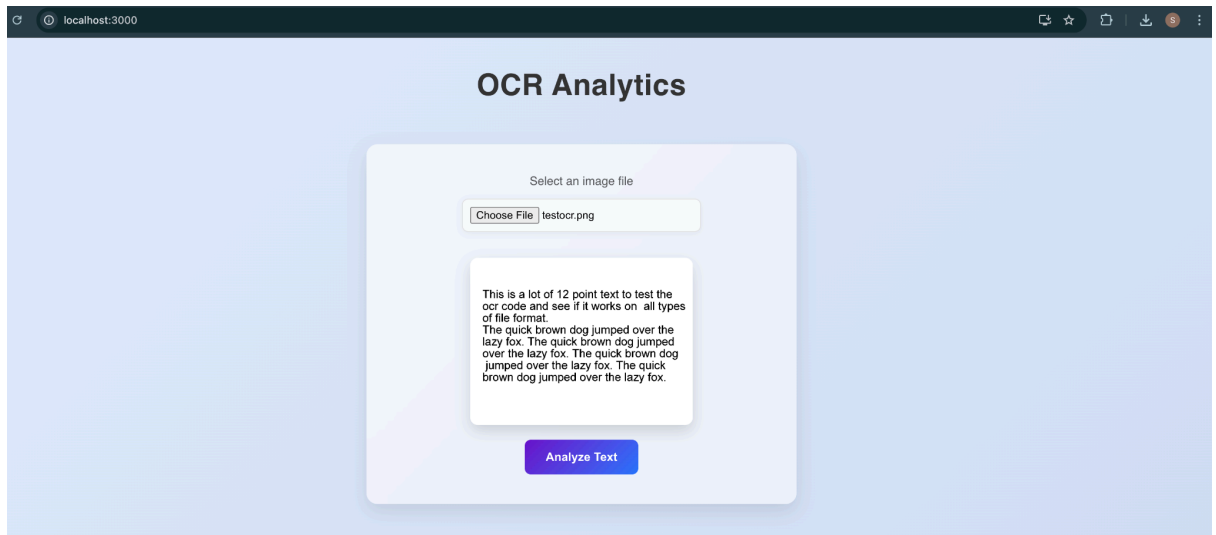 localhost:3000
S
OCR Analytics
Select an image file
Choose File testocr.png
This is a lot of 12 point text to test the
ocr code and see if it works on  all types
of file format.
The quick brown dog jumped over the
lazy fox. The quick brown dog jumped
over the lazy fox. The quick brown dog
jumped over the lazy fox. The quick
brown dog jumped over the lazy fox.
Analyze Text